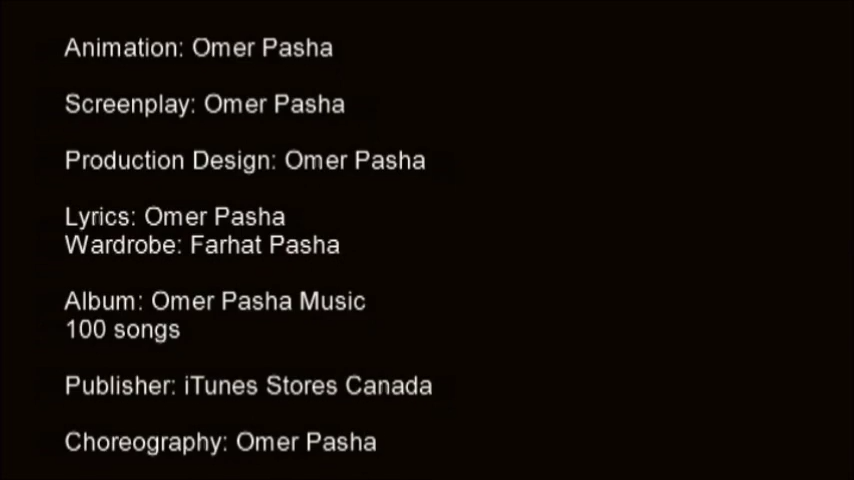 Animation: Omer Pasha
Screenplay: Omer Pasha
Production Design: Omer Pasha
Lyrics: Omer Pasha
Wardrobe: Farhat Pasha
Album: Omer Pasha Music
100 songs
Publisher: iTunes Stores Canada
Choreography: Omer Pasha